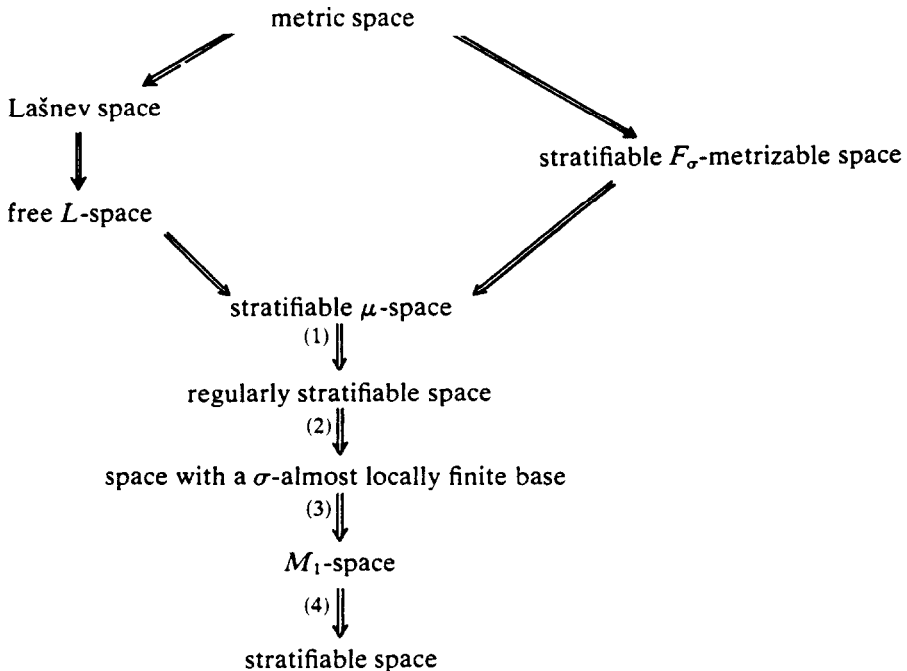 metric space
Lašnev space
stratifiable Fσ-metrizable space
free L-space
stratifiable μ-space
(1)
regularly stratifiable space
(2)
space with a σ-almost locally finite base
(3)
M₁-space
(4)
stratifiable space